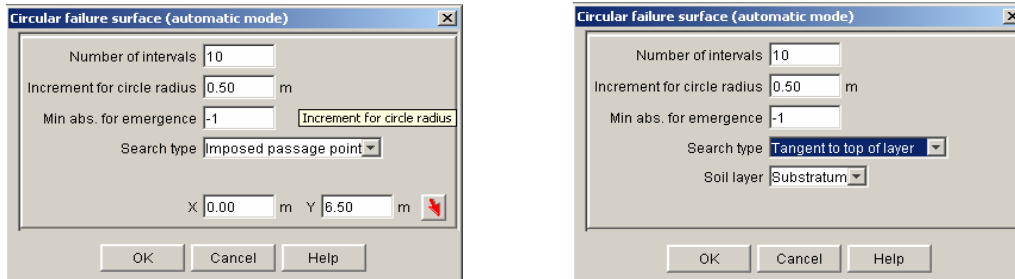 Circular failure surface (automatic mode)
Number of intervals 10
Increment for circle radius 0.50 m
Min abs. for emergence -1 Increment for circle radius
Search type Imposed passage point
X 0.00 m Y 6.50 m
OK Cancel Help
Circular failure surface (automatic mode)
Number of intervals 10
Increment for circle radius 0.50 m
Min abs. for emergence -1
Search type Tangent to top of layer
Soil layer Substratum
OK Cancel Help